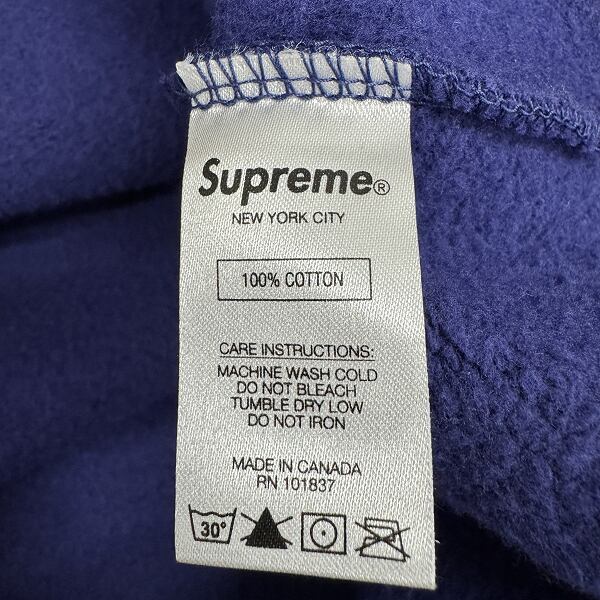 Supreme®
NEW YORK CITY
100% COTTON
CARE INSTRUCTIONS:
MACHINE WASH COLD
DO NOT BLEACH
TUMBLE DRY LOW
DO NOT IRON
MADE IN CANADA
RN 101837
30°